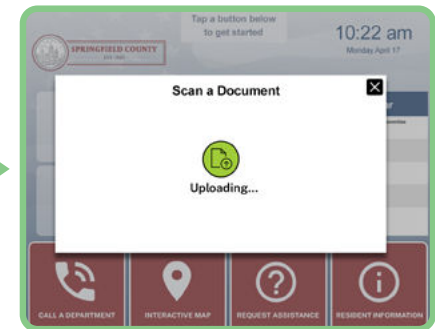 Tap a button below
to get started
10:22 am
Monday April 17
SPRINGFIELD COUNTY
Scan a Document
Uploading...
CALL A DEPARTMENT
INTERACTIVE MAP
REQUEST ASSISTANCE
RESIDENT INFORMATION